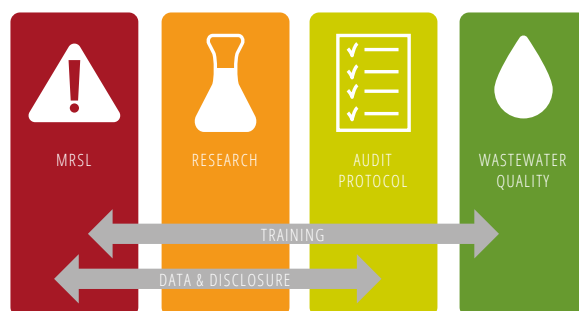 MRSL
RESEARCH
AUDIT
PROTOCOL
WASTEWATER
QUALITY
TRAINING
DATA & DISCLOSURE